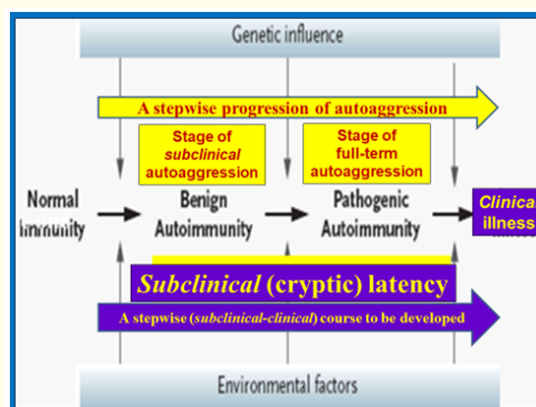 Genetic influence
A stepwise progression of autoaggression
Stage of
subclinical
autoaggression
Stage of
full-term
autoaggression
Normal
Immunity
Benign
Autoimmunity
Pathogenic
Autoimmunity
Clinical
illness
Subclinical (cryptic) latency
A stepwise (subclinical-clinical) course to be developed
Environmental factors